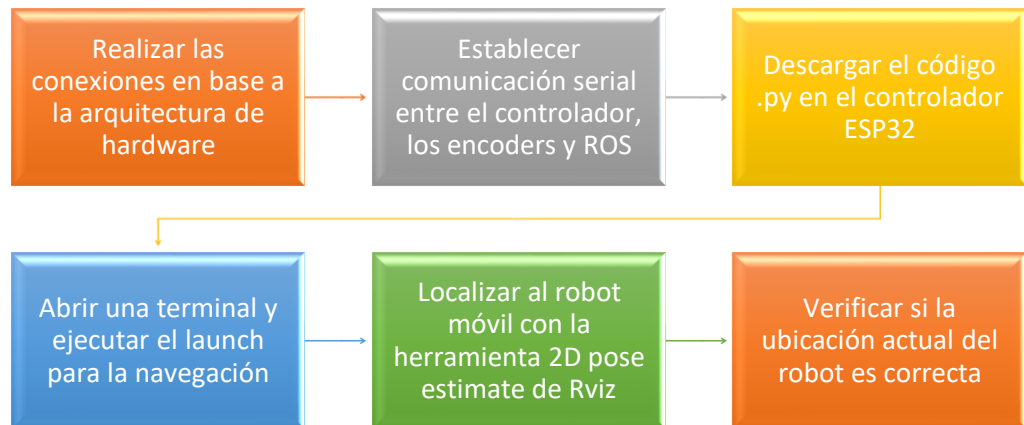 Realizar las
conexiones en base a
la arquitectura de
hardware
Establecer
comunicación serial
entre el controlador,
los encoders y ROS
Descargar el código
.py en el controlador
ESP32
Abrir una terminal y
ejecutar el launch
para la navegación
Localizar al robot
móvil con la
herramienta 2D pose
estimate de Rviz
Verificar si la
ubicación actual del
robot es correcta